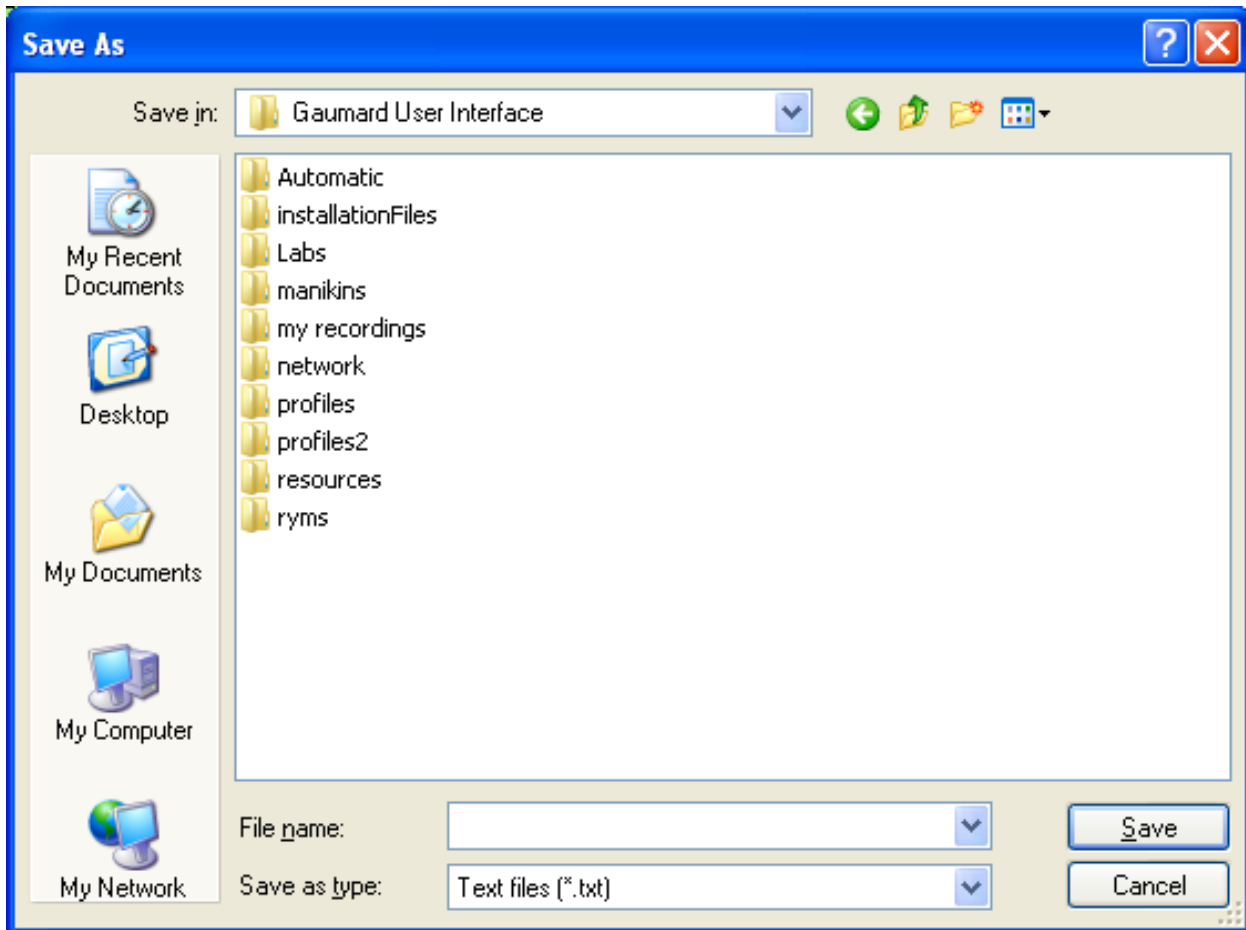 Save As
Save in:
Gaumard User Interface
My Recent
Documents
Desktop
My Documents
My Computer
My Network
Automatic
installationFiles
Labs
manikins
my recordings
network
profiles
profiles2
resources
ryms
File name:
Save
Save as type:
Text files (*.txt)
Cancel